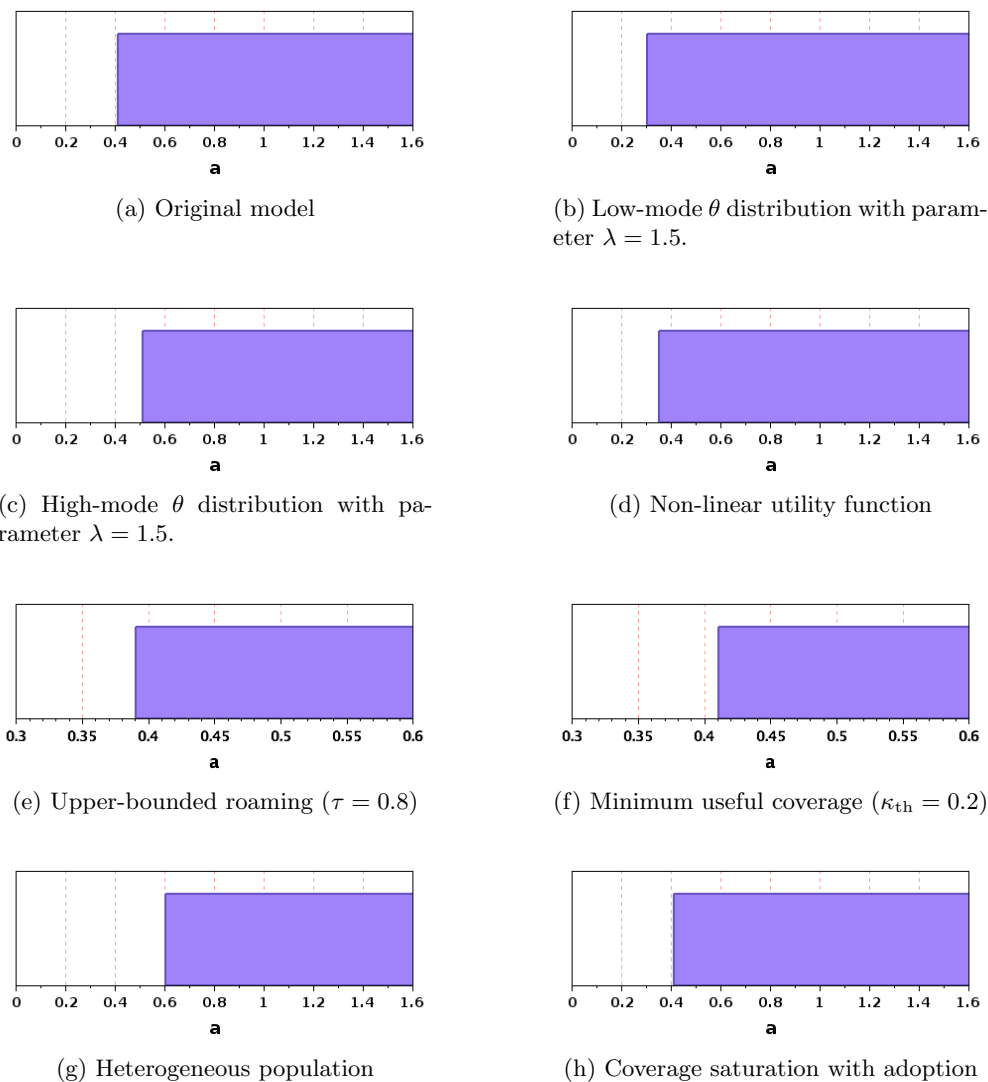 0 0.2 0.4 0.6 0.8 1 1.2 1.4 1.6
a
(a) Original model
0 0.2 0.4 0.6 0.8 1 1.2 1.4 1.6
a
(b) Low-mode θ distribution with param-
eter λ = 1.5.
0 0.2 0.4 0.6 0.8 1 1.2 1.4 1.6
a
(c) High-mode θ distribution with pa-
rameter λ = 1.5.
0 0.2 0.4 0.6 0.8 1 1.2 1.4 1.6
a
(d) Non-linear utility function
0.3 0.35 0.4 0.45 0.5 0.55 0.6
a
(e) Upper-bounded roaming (τ = 0.8)
0.3 0.35 0.4 0.45 0.5 0.55 0.6
a
(f) Minimum useful coverage (κth = 0.2)
0 0.2 0.4 0.6 0.8 1 1.2 1.4 1.6
a
(g) Heterogeneous population
0 0.2 0.4 0.6 0.8 1 1.2 1.4 1.6
a
(h) Coverage saturation with adoption